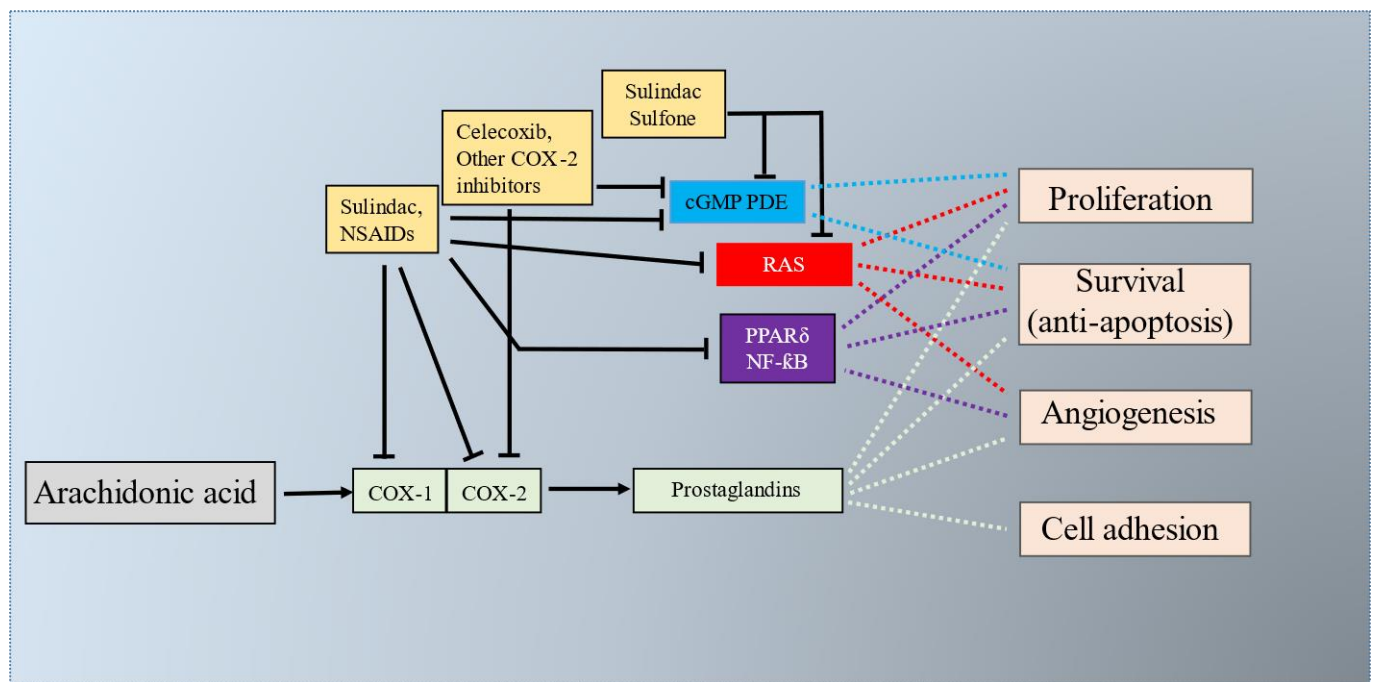 Sulindac
Sulfone
Celecoxib,
Other COX-2
inhibitors
Sulindac,
NSAIDs
cGMP PDE
RAS
PPARδ
NF-ƙB
Proliferation
Survival
(anti-apoptosis)
Angiogenesis
Cell adhesion
Arachidonic acid
COX-1
COX-2
Prostaglandins